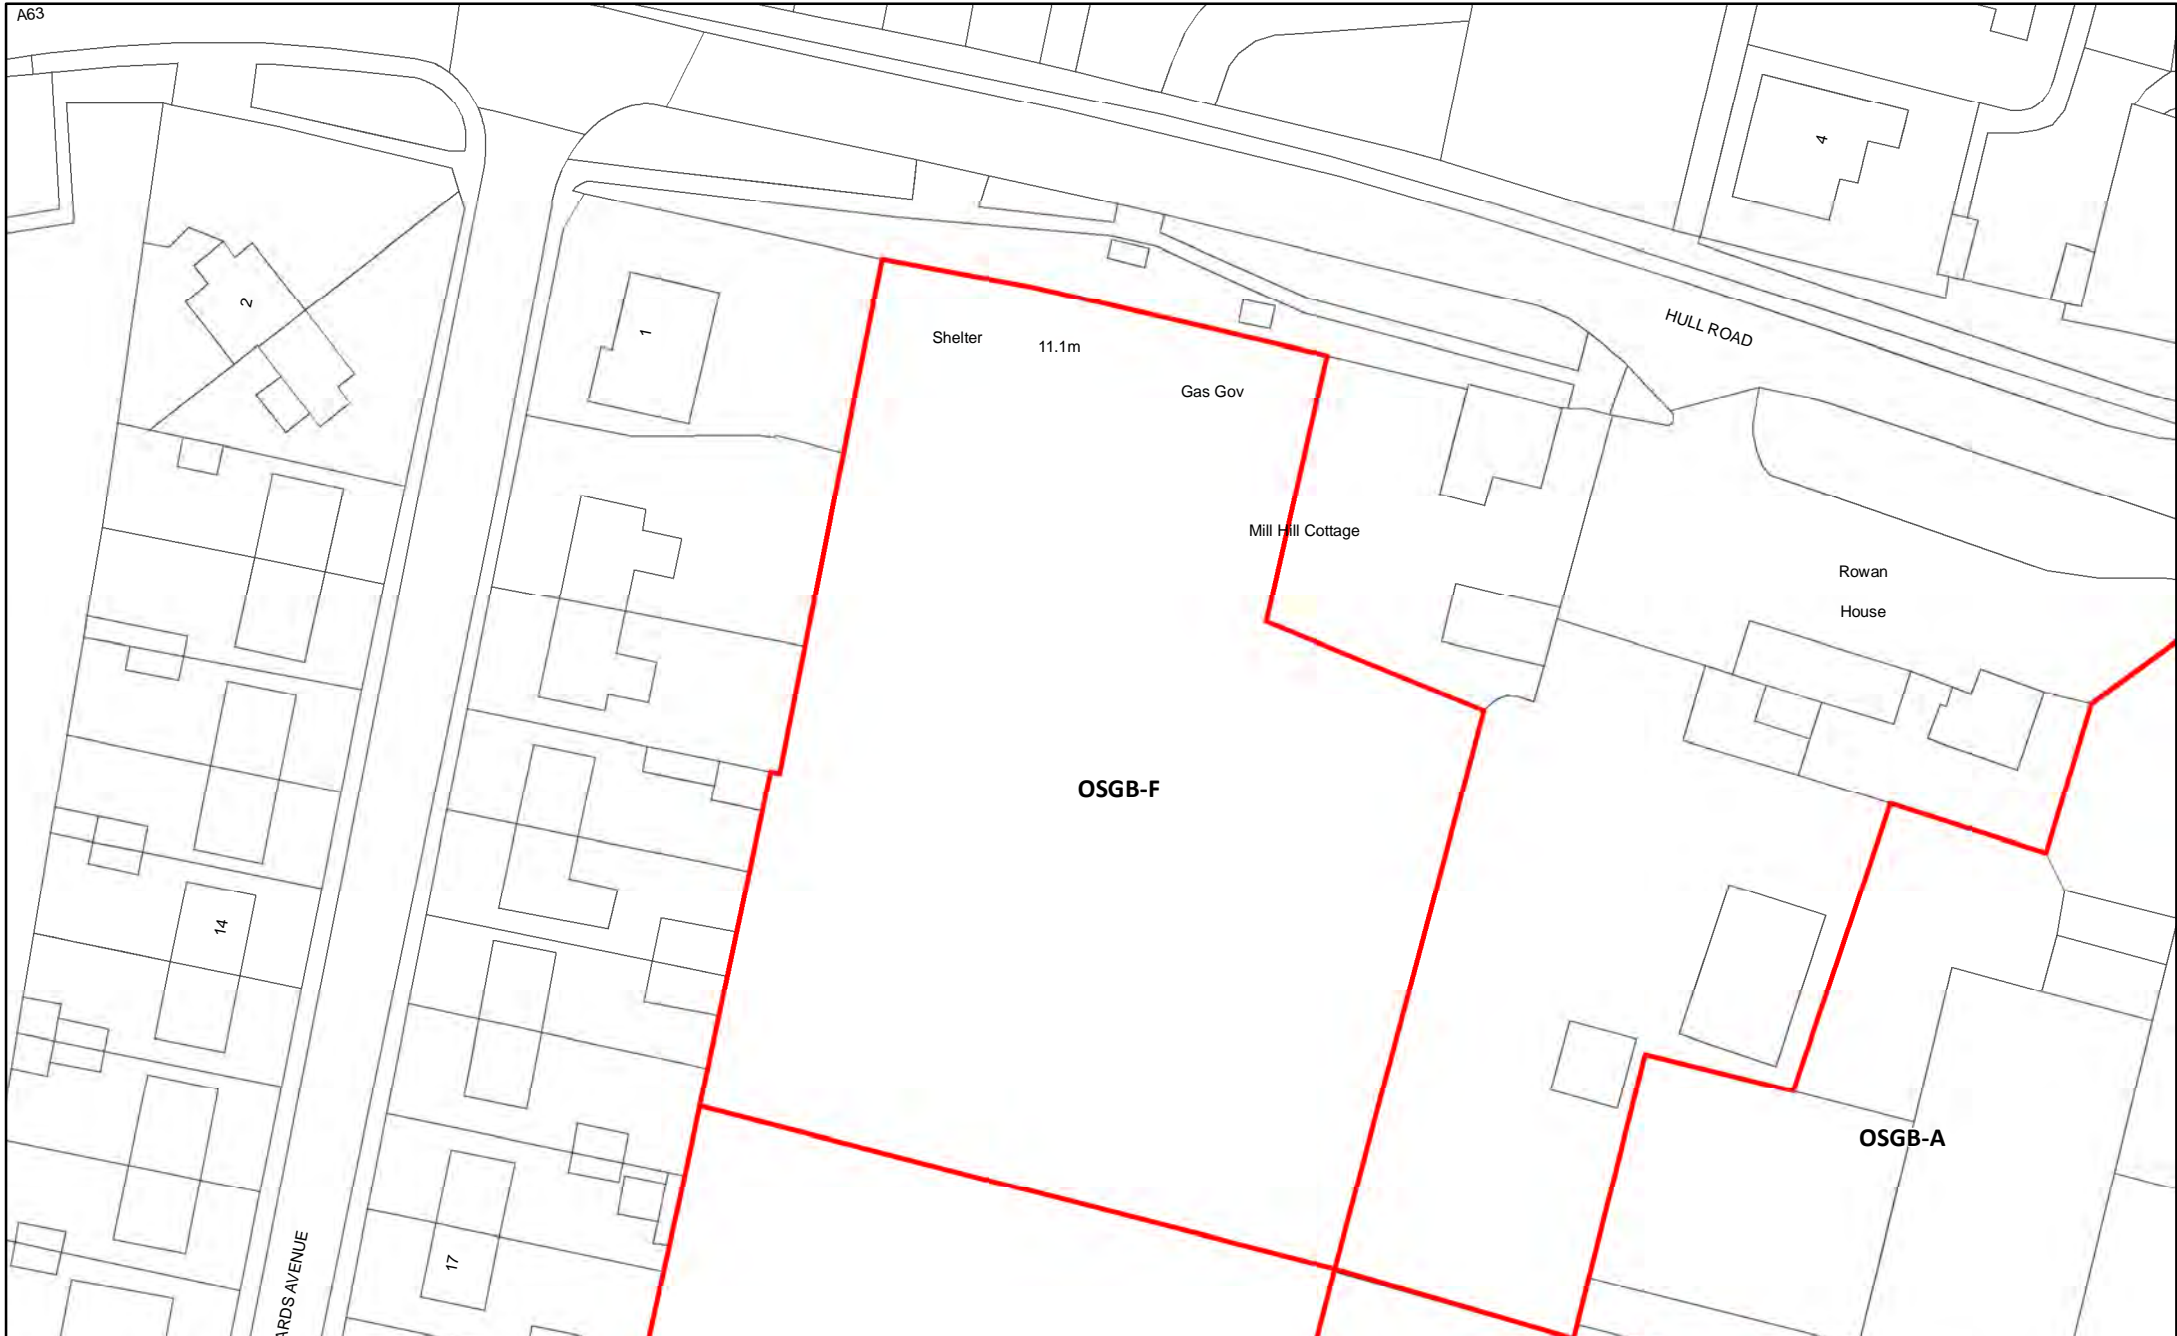 A63
4
2
1
HULL ROAD
Shelter
11.1m
Gas Gov
Mill Hill Cottage
Rowan
House
OSGB-F
14
OSGB-A
17
ARDS AVENUE